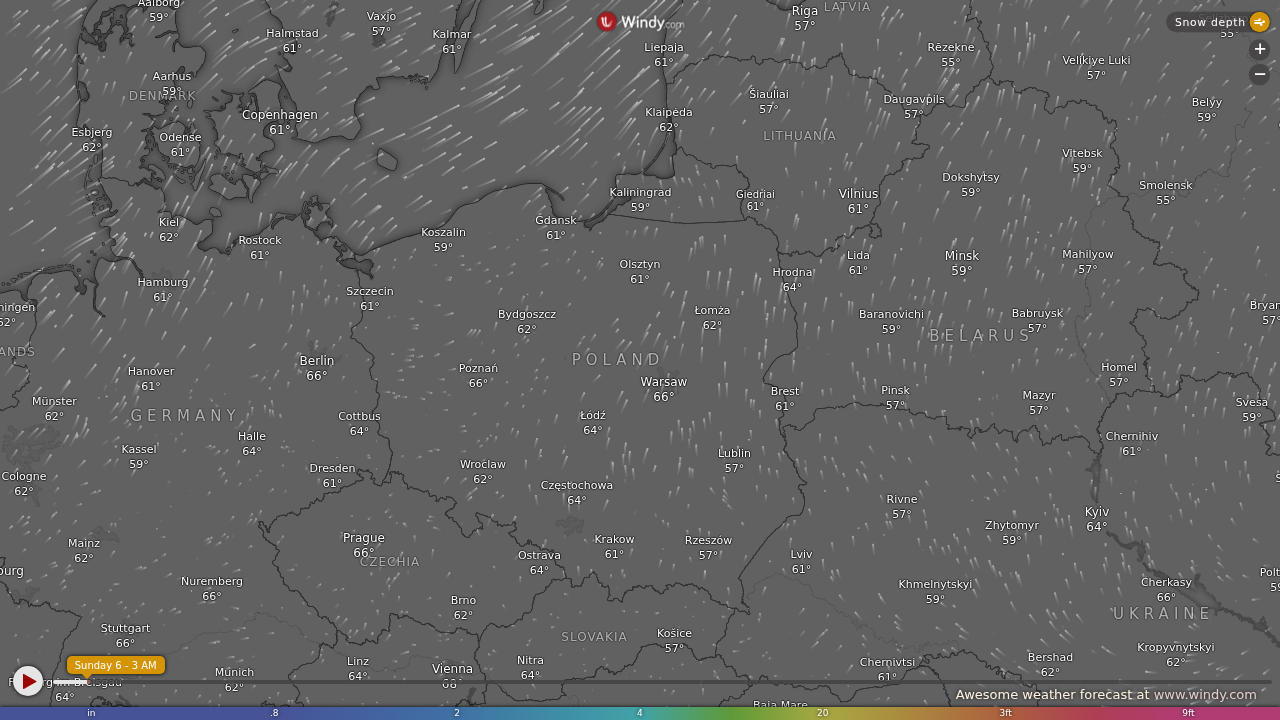 Aalborg
59°
Vaxjo
57°
Halmstad
61°
Kalmar
61°
Windy.com
Riga
57°
LATVIA
Snow depth
55°
+
−
Liepaja
61°
Rēzekne
55°
Velikiye Luki
57°
Aarhus
59°
DENMARK
Šiauliai
57°
Daugavpils
57°
Belyy
59°
Copenhagen
61°
Klaipėda
62°
LITHUANIA
Esbjerg
62°
Odense
61°
Vitebsk
59°
Dokshytsy
59°
Smolensk
55°
Kaliningrad
59°
Giedriai
61°
Vilnius
61°
Kiel
62°
Rostock
61°
Koszalin
59°
Gdansk
61°
Olsztyn
61°
Hrodna
64°
Lida
61°
Minsk
59°
Mahilyow
57°
Hamburg
61°
Szczecin
61°
Bydgoszcz
62°
Łomża
62°
Baranovichi
59°
Babruysk
57°
BELARUS
57°
POLAND
Berlin
66°
Poznań
66°
Warsaw
66°
Hanover
61°
Homel
57°
Brest
61°
Pinsk
57°
Mazyr
57°
Svesa
59°
Münster
62°
GERMANY
Cottbus
64°
Łódź
64°
Halle
64°
Kassel
59°
Chernihiv
61°
Lublin
57°
Dresden
61°
Wrocław
62°
Cologne
62°
Częstochowa
64°
Rivne
57°
Kyiv
64°
Zhytomyr
59°
Mainz
62°
Prague
66°
CZECHIA
Ostrava
64°
Krakow
61°
Rzeszów
57°
Lviv
61°
Nuremberg
66°
Khmelnytskyi
59°
Cherkasy
66°
Brno
62°
UKRAINE
Stuttgart
66°
SLOVAKIA
Košice
57°
Kropyvnytskyi
62°
Sunday 6 - 3 AM
Munich
62°
Linz
64°
Vienna
68°
Nitra
64°
Chernivtsi
61°
Bershad
62°
64°
Awesome weather forecast at www.windy.com
Baia Mare
in .8 2 4 20 3ft 9ft